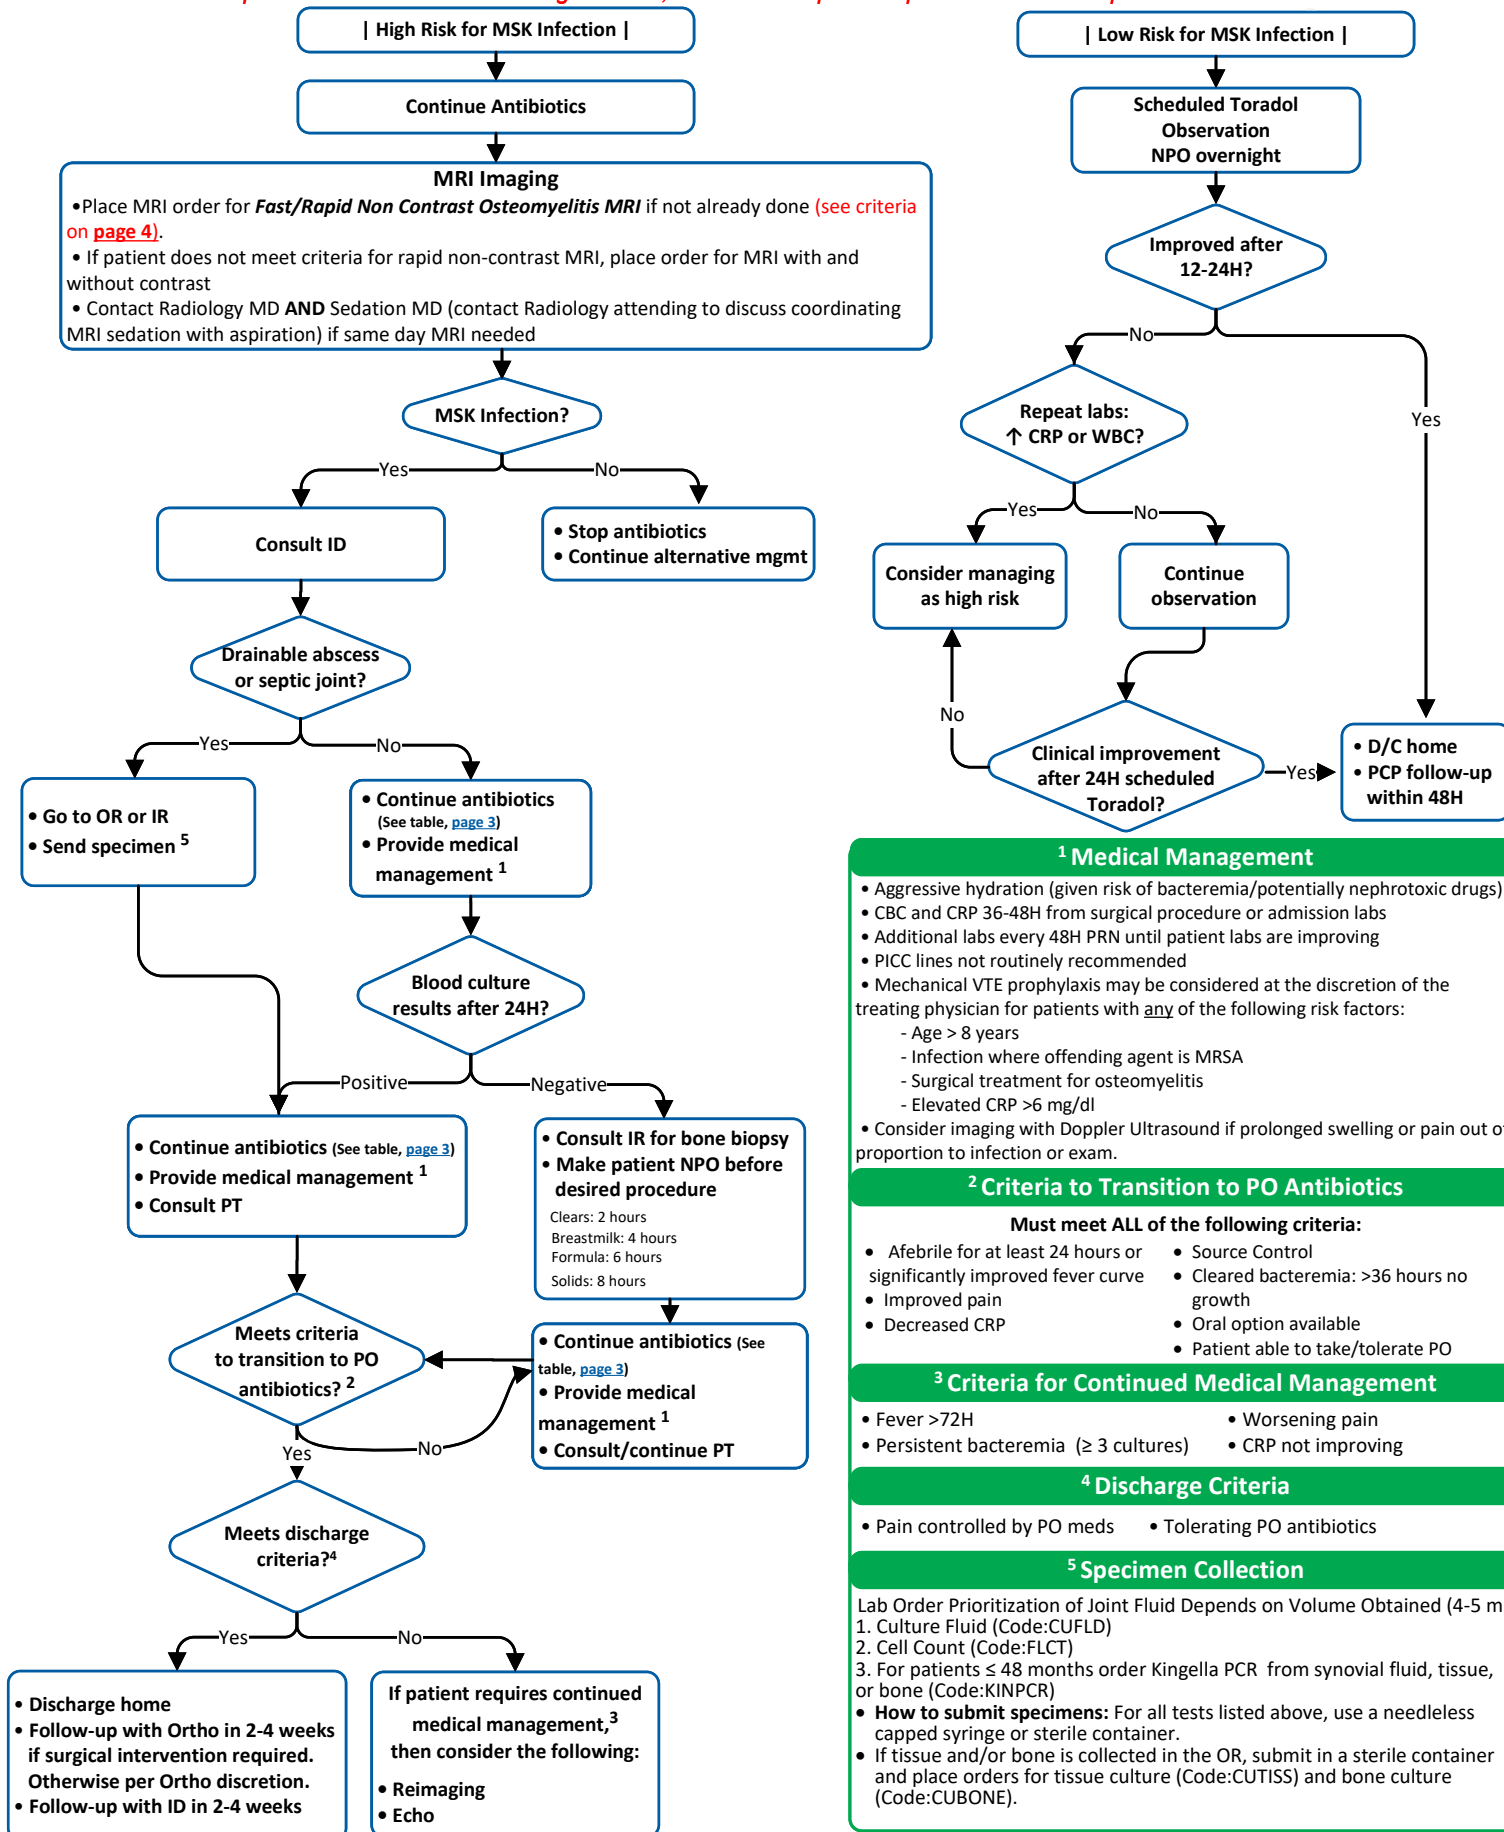 | High Risk for MSK Infection |
Continue Antibiotics
MRI Imaging
•Place MRI order for Fast/Rapid Non Contrast Osteomyelitis MRI if not already done (see criteria
on page 4).
• If patient does not meet criteria for rapid non-contrast MRI, place order for MRI with and
without contrast
• Contact Radiology MD AND Sedation MD (contact Radiology attending to discuss coordinating
MRI sedation with aspiration) if same day MRI needed
MSK Infection?
Yes
No
Consult ID
• Stop antibiotics
• Continue alternative mgmt
Drainable abscess
or septic joint?
Yes
No
• Go to OR or IR
• Send specimen 5
• Continue antibiotics
(See table, page 3)
• Provide medical
management 1
Blood culture
results after 24H?
Positive
Negative
• Continue antibiotics (See table, page 3)
• Provide medical management 1
• Consult PT
• Consult IR for bone biopsy
• Make patient NPO before
desired procedure
Clears: 2 hours
Breastmilk: 4 hours
Formula: 6 hours
Solids: 8 hours
Meets criteria
to transition to PO
antibiotics? 2
• Continue antibiotics (See
table, page 3)
• Provide medical
management 1
• Consult/continue PT
No
Yes
Meets discharge
criteria?4
Yes
No
• Discharge home
• Follow-up with Ortho in 2-4 weeks
if surgical intervention required.
Otherwise per Ortho discretion.
• Follow-up with ID in 2-4 weeks
If patient requires continued
medical management,3
then consider the following:
• Reimaging
• Echo
| Low Risk for MSK Infection |
Scheduled Toradol
Observation
NPO overnight
Improved after
12-24H?
No
Yes
Repeat labs:
↑ CRP or WBC?
Yes
No
Consider managing
as high risk
Continue
observation
No
Clinical improvement
after 24H scheduled
Toradol?
Yes
• D/C home
• PCP follow-up
within 48H
1 Medical Management
• Aggressive hydration (given risk of bacteremia/potentially nephrotoxic drugs)
• CBC and CRP 36-48H from surgical procedure or admission labs
• Additional labs every 48H PRN until patient labs are improving
• PICC lines not routinely recommended
• Mechanical VTE prophylaxis may be considered at the discretion of the
treating physician for patients with any of the following risk factors:
- Age > 8 years
- Infection where offending agent is MRSA
- Surgical treatment for osteomyelitis
- Elevated CRP >6 mg/dl
• Consider imaging with Doppler Ultrasound if prolonged swelling or pain out of
proportion to infection or exam.
2 Criteria to Transition to PO Antibiotics
Must meet ALL of the following criteria:
• Afebrile for at least 24 hours or
significantly improved fever curve
• Improved pain
• Decreased CRP
• Source Control
• Cleared bacteremia: >36 hours no
growth
• Oral option available
• Patient able to take/tolerate PO
3 Criteria for Continued Medical Management
• Fever >72H
• Persistent bacteremia (≥ 3 cultures)
• Worsening pain
• CRP not improving
4 Discharge Criteria
• Pain controlled by PO meds
• Tolerating PO antibiotics
5 Specimen Collection
Lab Order Prioritization of Joint Fluid Depends on Volume Obtained (4-5 m
1. Culture Fluid (Code:CUFLD)
2. Cell Count (Code:FLCT)
3. For patients ≤ 48 months order Kingella PCR from synovial fluid, tissue,
or bone (Code:KINPCR)
• How to submit specimens: For all tests listed above, use a needleless
capped syringe or sterile container.
• If tissue and/or bone is collected in the OR, submit in a sterile container
and place orders for tissue culture (Code:CUTISS) and bone culture
(Code:CUBONE).